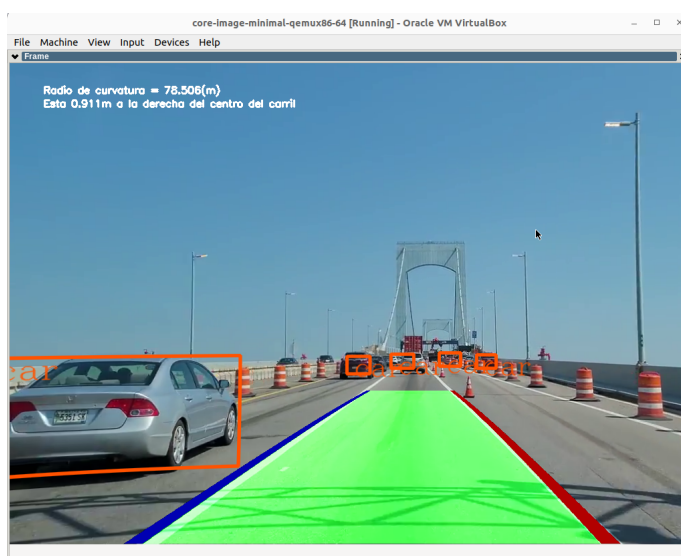 core-image-minimal-qemux86-64 [Running] - Oracle VM VirtualBox
File Machine View Input Devices Help
Frame
Radio de curvatura = 78.506(m)
Esta 0.911m a la derecha del centro del carril
car